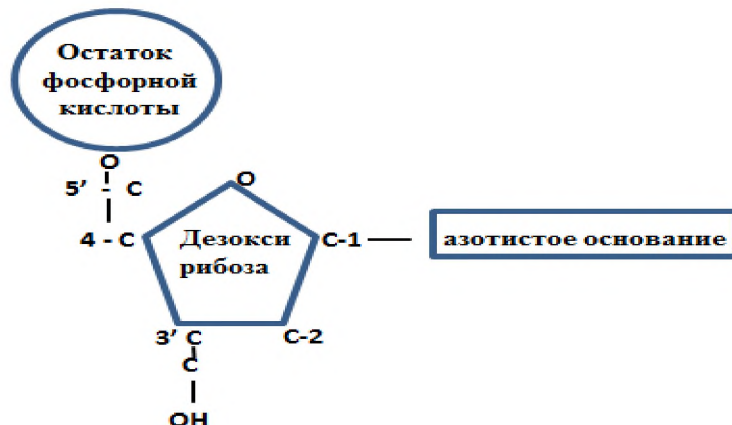 Остаток
фосфорной
кислоты
O
5' - C
O
4 - C
Дезокси
рибоза
C-1
азотистое основание
3' C
C-2
C
OH